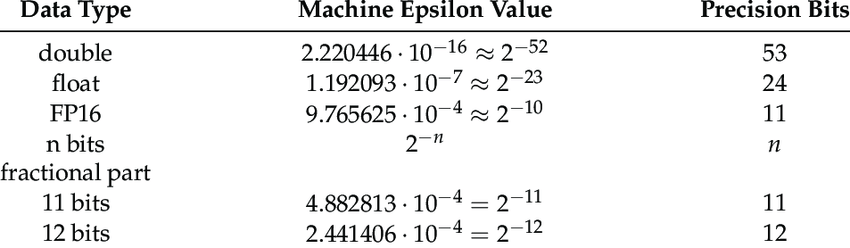 Data Type Machine Epsilon Value Precision Bits
double 2.220446 · 10⁻¹⁶ ≈ 2⁻⁵² 53
float 1.192093 · 10⁻⁷ ≈ 2⁻²³ 24
FP16 9.765625 · 10⁻⁴ ≈ 2⁻¹⁰ 11
n bits 2⁻ⁿ n
fractional part
11 bits 4.882813 · 10⁻⁴ = 2⁻¹¹ 11
12 bits 2.441406 · 10⁻⁴ = 2⁻¹² 12